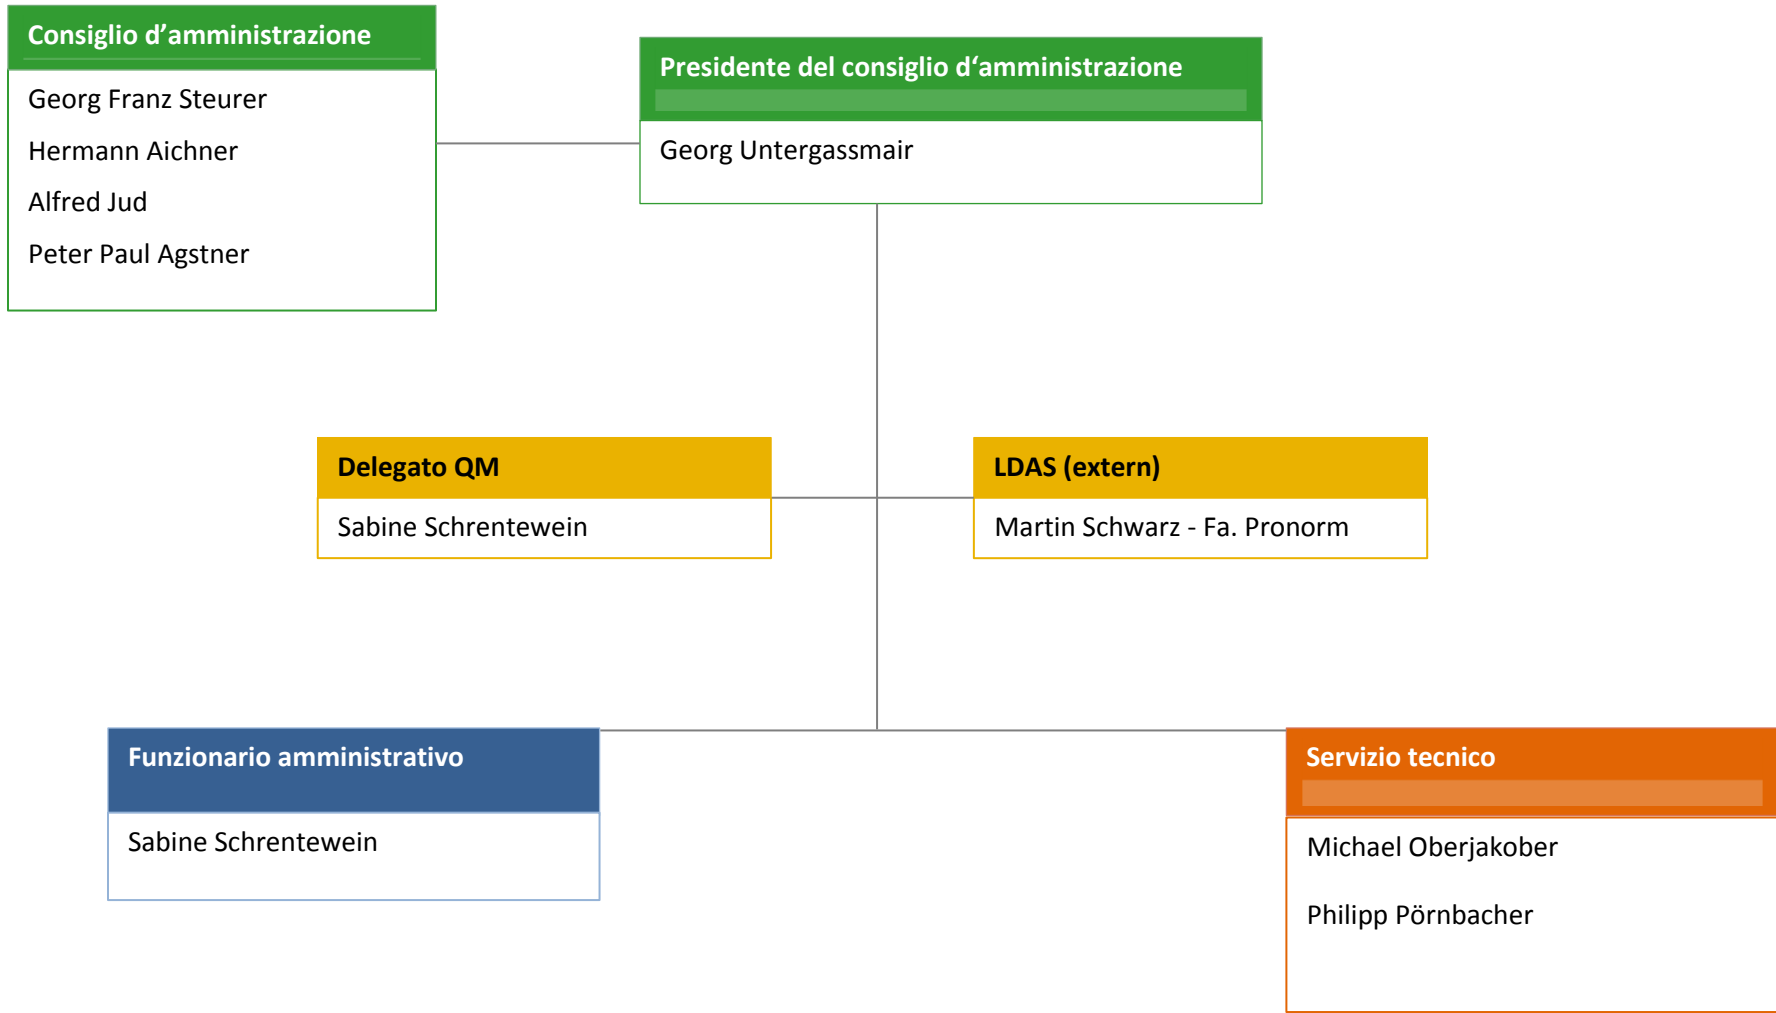 Consiglio d’amministrazione
Georg Franz Steurer
Hermann Aichner
Alfred Jud
Peter Paul Agstner
Presidente del consiglio d‘amministrazione
Georg Untergassmair
Delegato QM
Sabine Schrentewein
LDAS (extern)
Martin Schwarz - Fa. Pronorm
Funzionario amministrativo
Sabine Schrentewein
Servizio tecnico
Michael Oberjakober
Philipp Pörnbacher